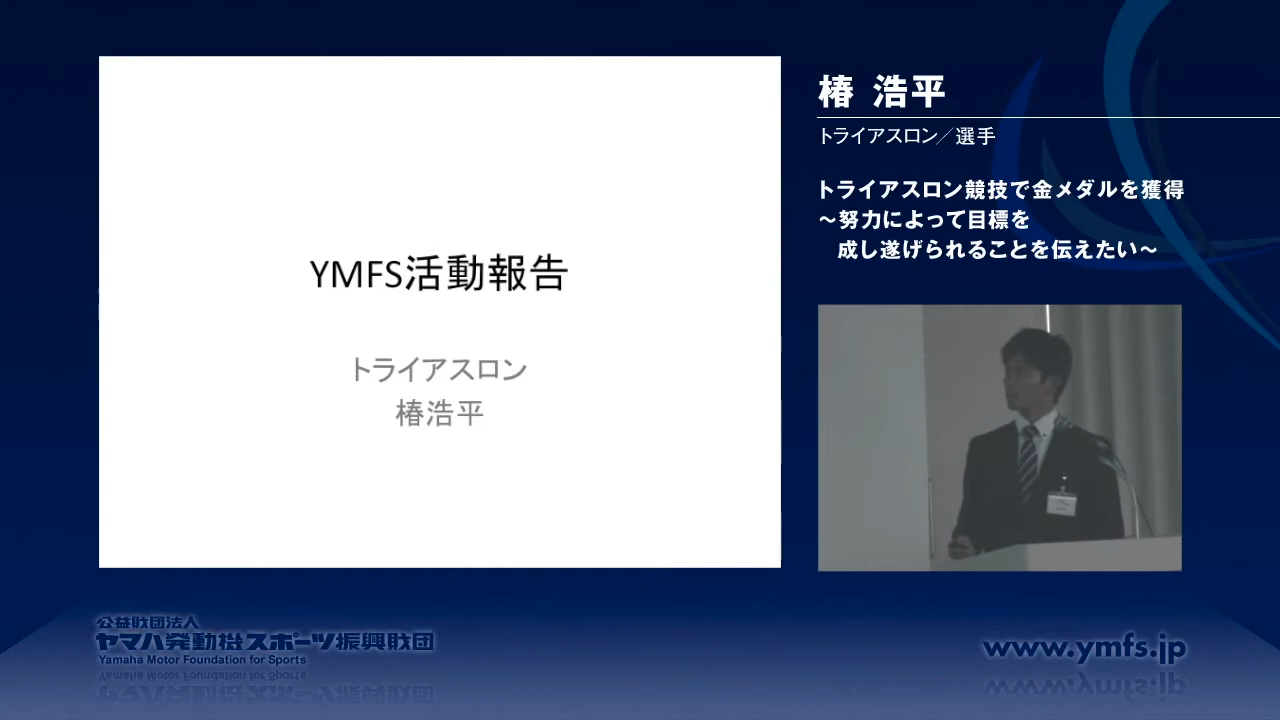 YMFS活動報告
トライアスロン
椿浩平
椿 浩平
トライアスロン／選手
トライアスロン競技で金メダルを獲得
～努力によって目標を
成し遂げられることを伝えたい～
公益財団法人
ヤマハ発動機スポーツ振興財団
Yamaha Motor Foundation for Sports
www.ymfs.jp